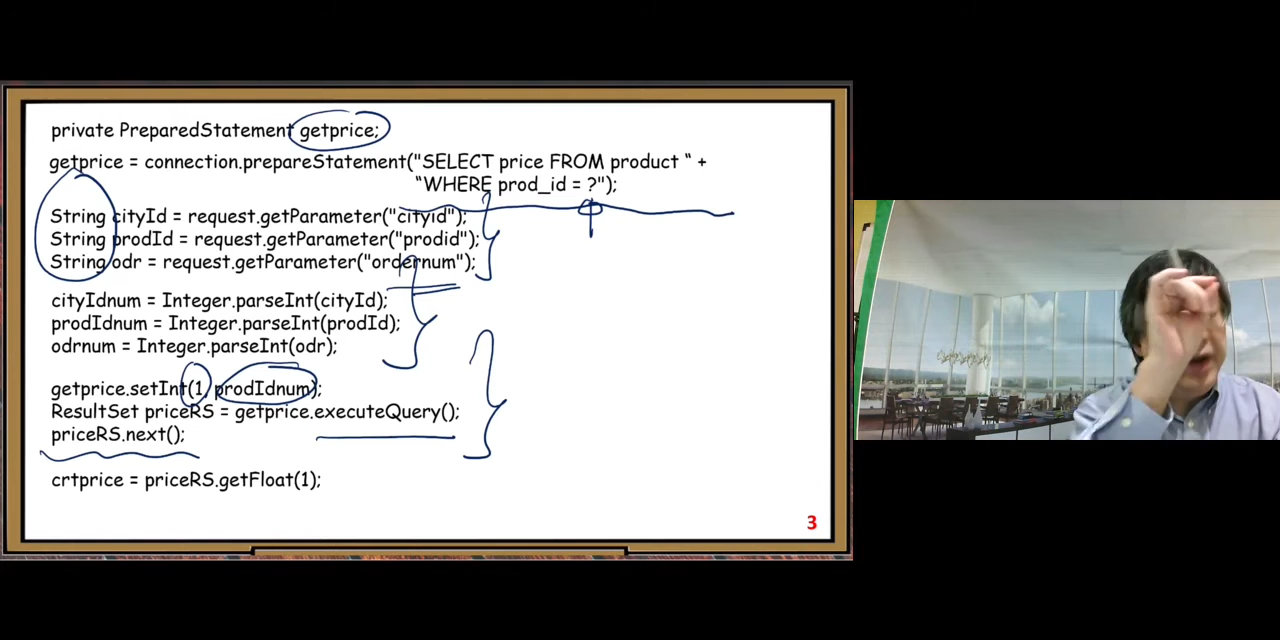 private PreparedStatement getprice;
getprice = connection.prepareStatement("SELECT price FROM product “ +
“WHERE prod_id = ?");
String cityId = request.getParameter("cityid");
String prodId = request.getParameter("prodid");
String odr = request.getParameter("ordernum");
cityIdnum = Integer.parseInt(cityId);
prodIdnum = Integer.parseInt(prodId);
odrnum = Integer.parseInt(odr);
getprice.setInt(1, prodIdnum);
ResultSet priceRS = getprice.executeQuery();
priceRS.next();
crtprice = priceRS.getFloat(1);
3